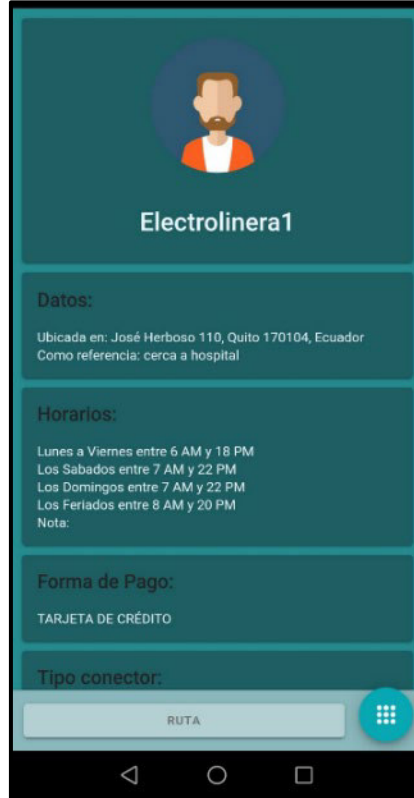 Electrolinera1
Datos:
Ubicada en: José Herboso 110, Quito 170104, Ecuador
Como referencia: cerca a hospital
Horarios:
Lunes a Viernes entre 6 AM y 18 PM
Los Sabados entre 7 AM y 22 PM
Los Domingos entre 7 AM y 22 PM
Los Feriados entre 8 AM y 20 PM
Nota:
Forma de Pago:
TARJETA DE CRÉDITO
Tipo conector:
RUTA